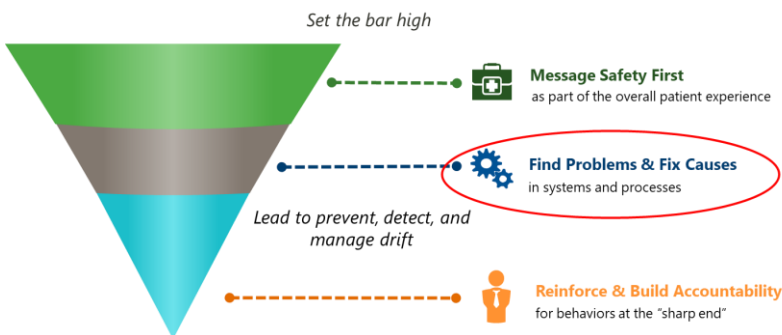 Set the bar high
Message Safety First
as part of the overall patient experience
Find Problems & Fix Causes
in systems and processes
Lead to prevent, detect, and
manage drift
Reinforce & Build Accountability
for behaviors at the “sharp end”